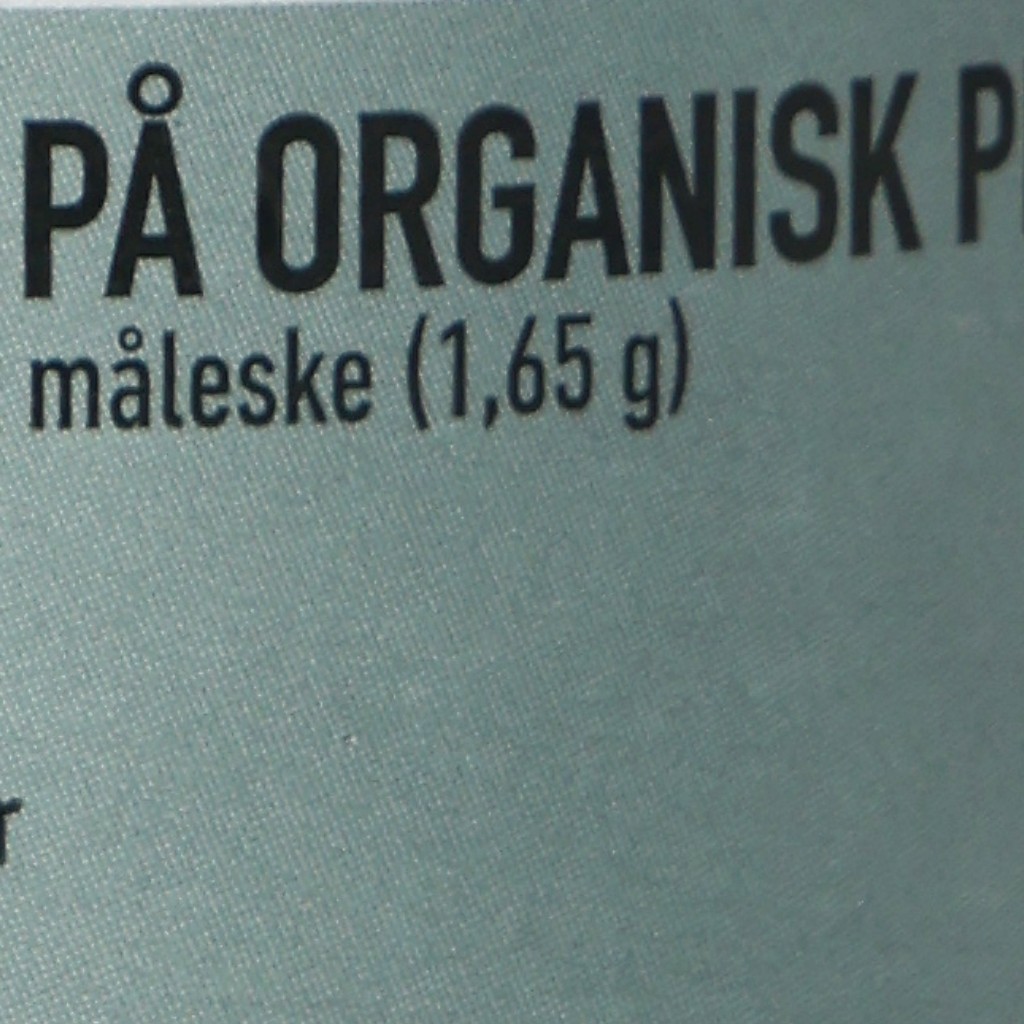 PÅ ORGANISK
måleske (1,65 g)